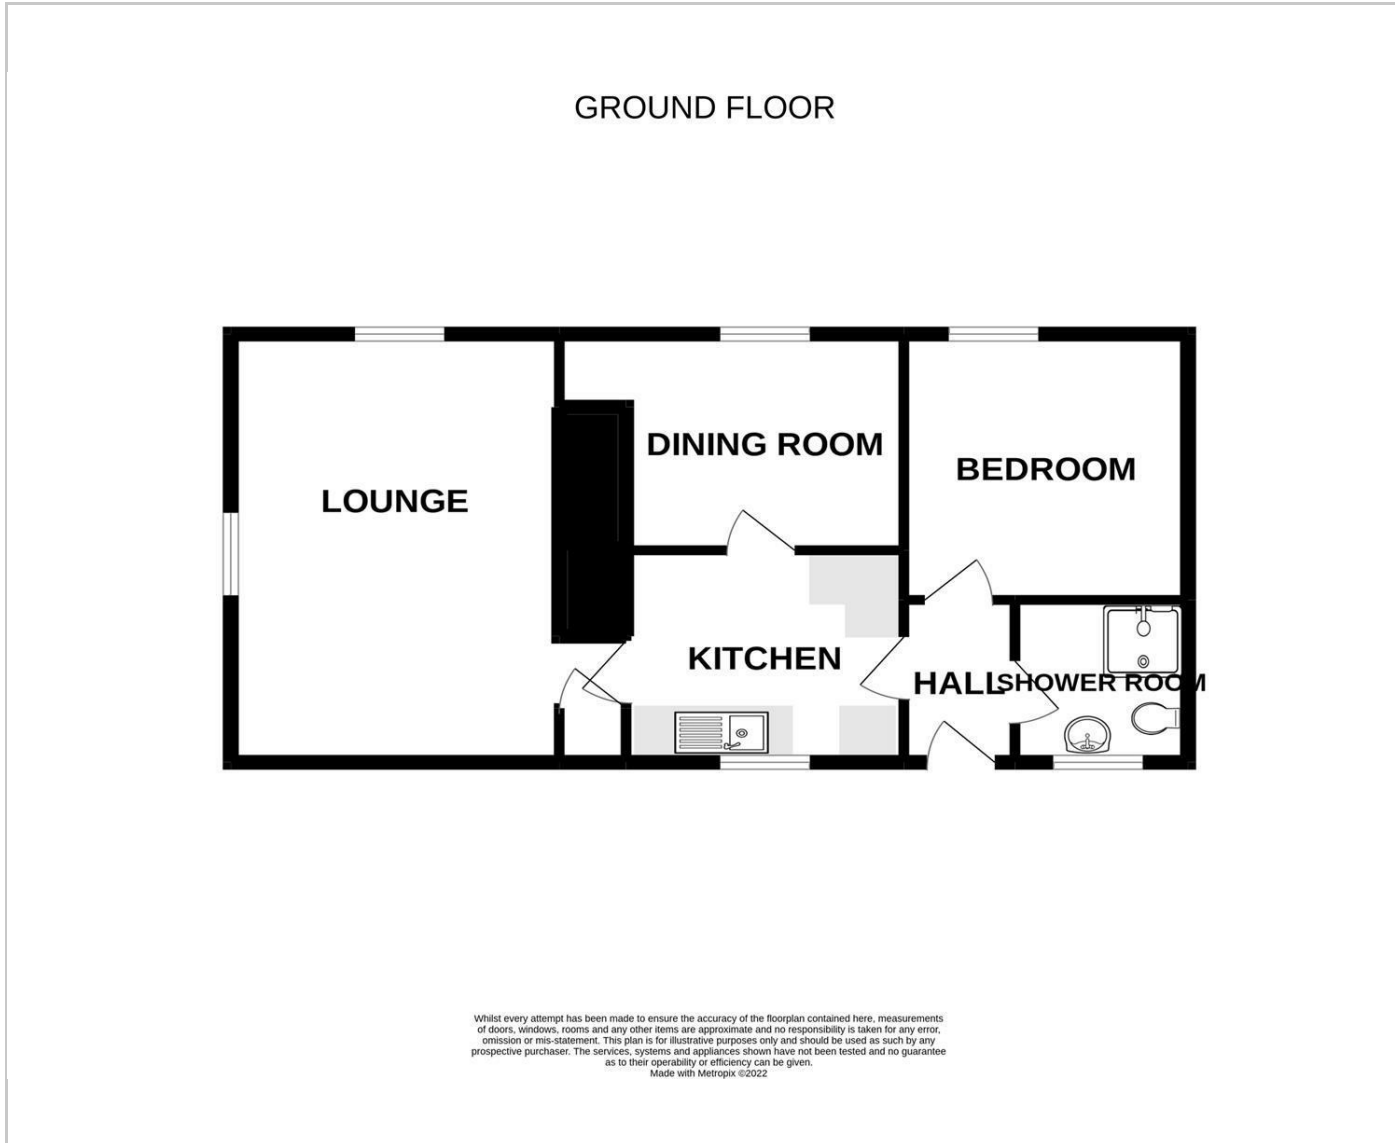 GROUND FLOOR
LOUNGE
DINING ROOM
BEDROOM
KITCHEN
HALL
SHOWER ROOM
Whilst every attempt has been made to ensure the accuracy of the floorplan contained here, measurements
of doors, windows, rooms and any other items are approximate and no responsibility is taken for any error,
omission or mis-statement. This plan is for illustrative purposes only and should be used as such by any
prospective purchaser. The services, systems and appliances shown have not been tested and no guarantee
as to their operability or efficiency can be given.
Made with Metropix ©2022